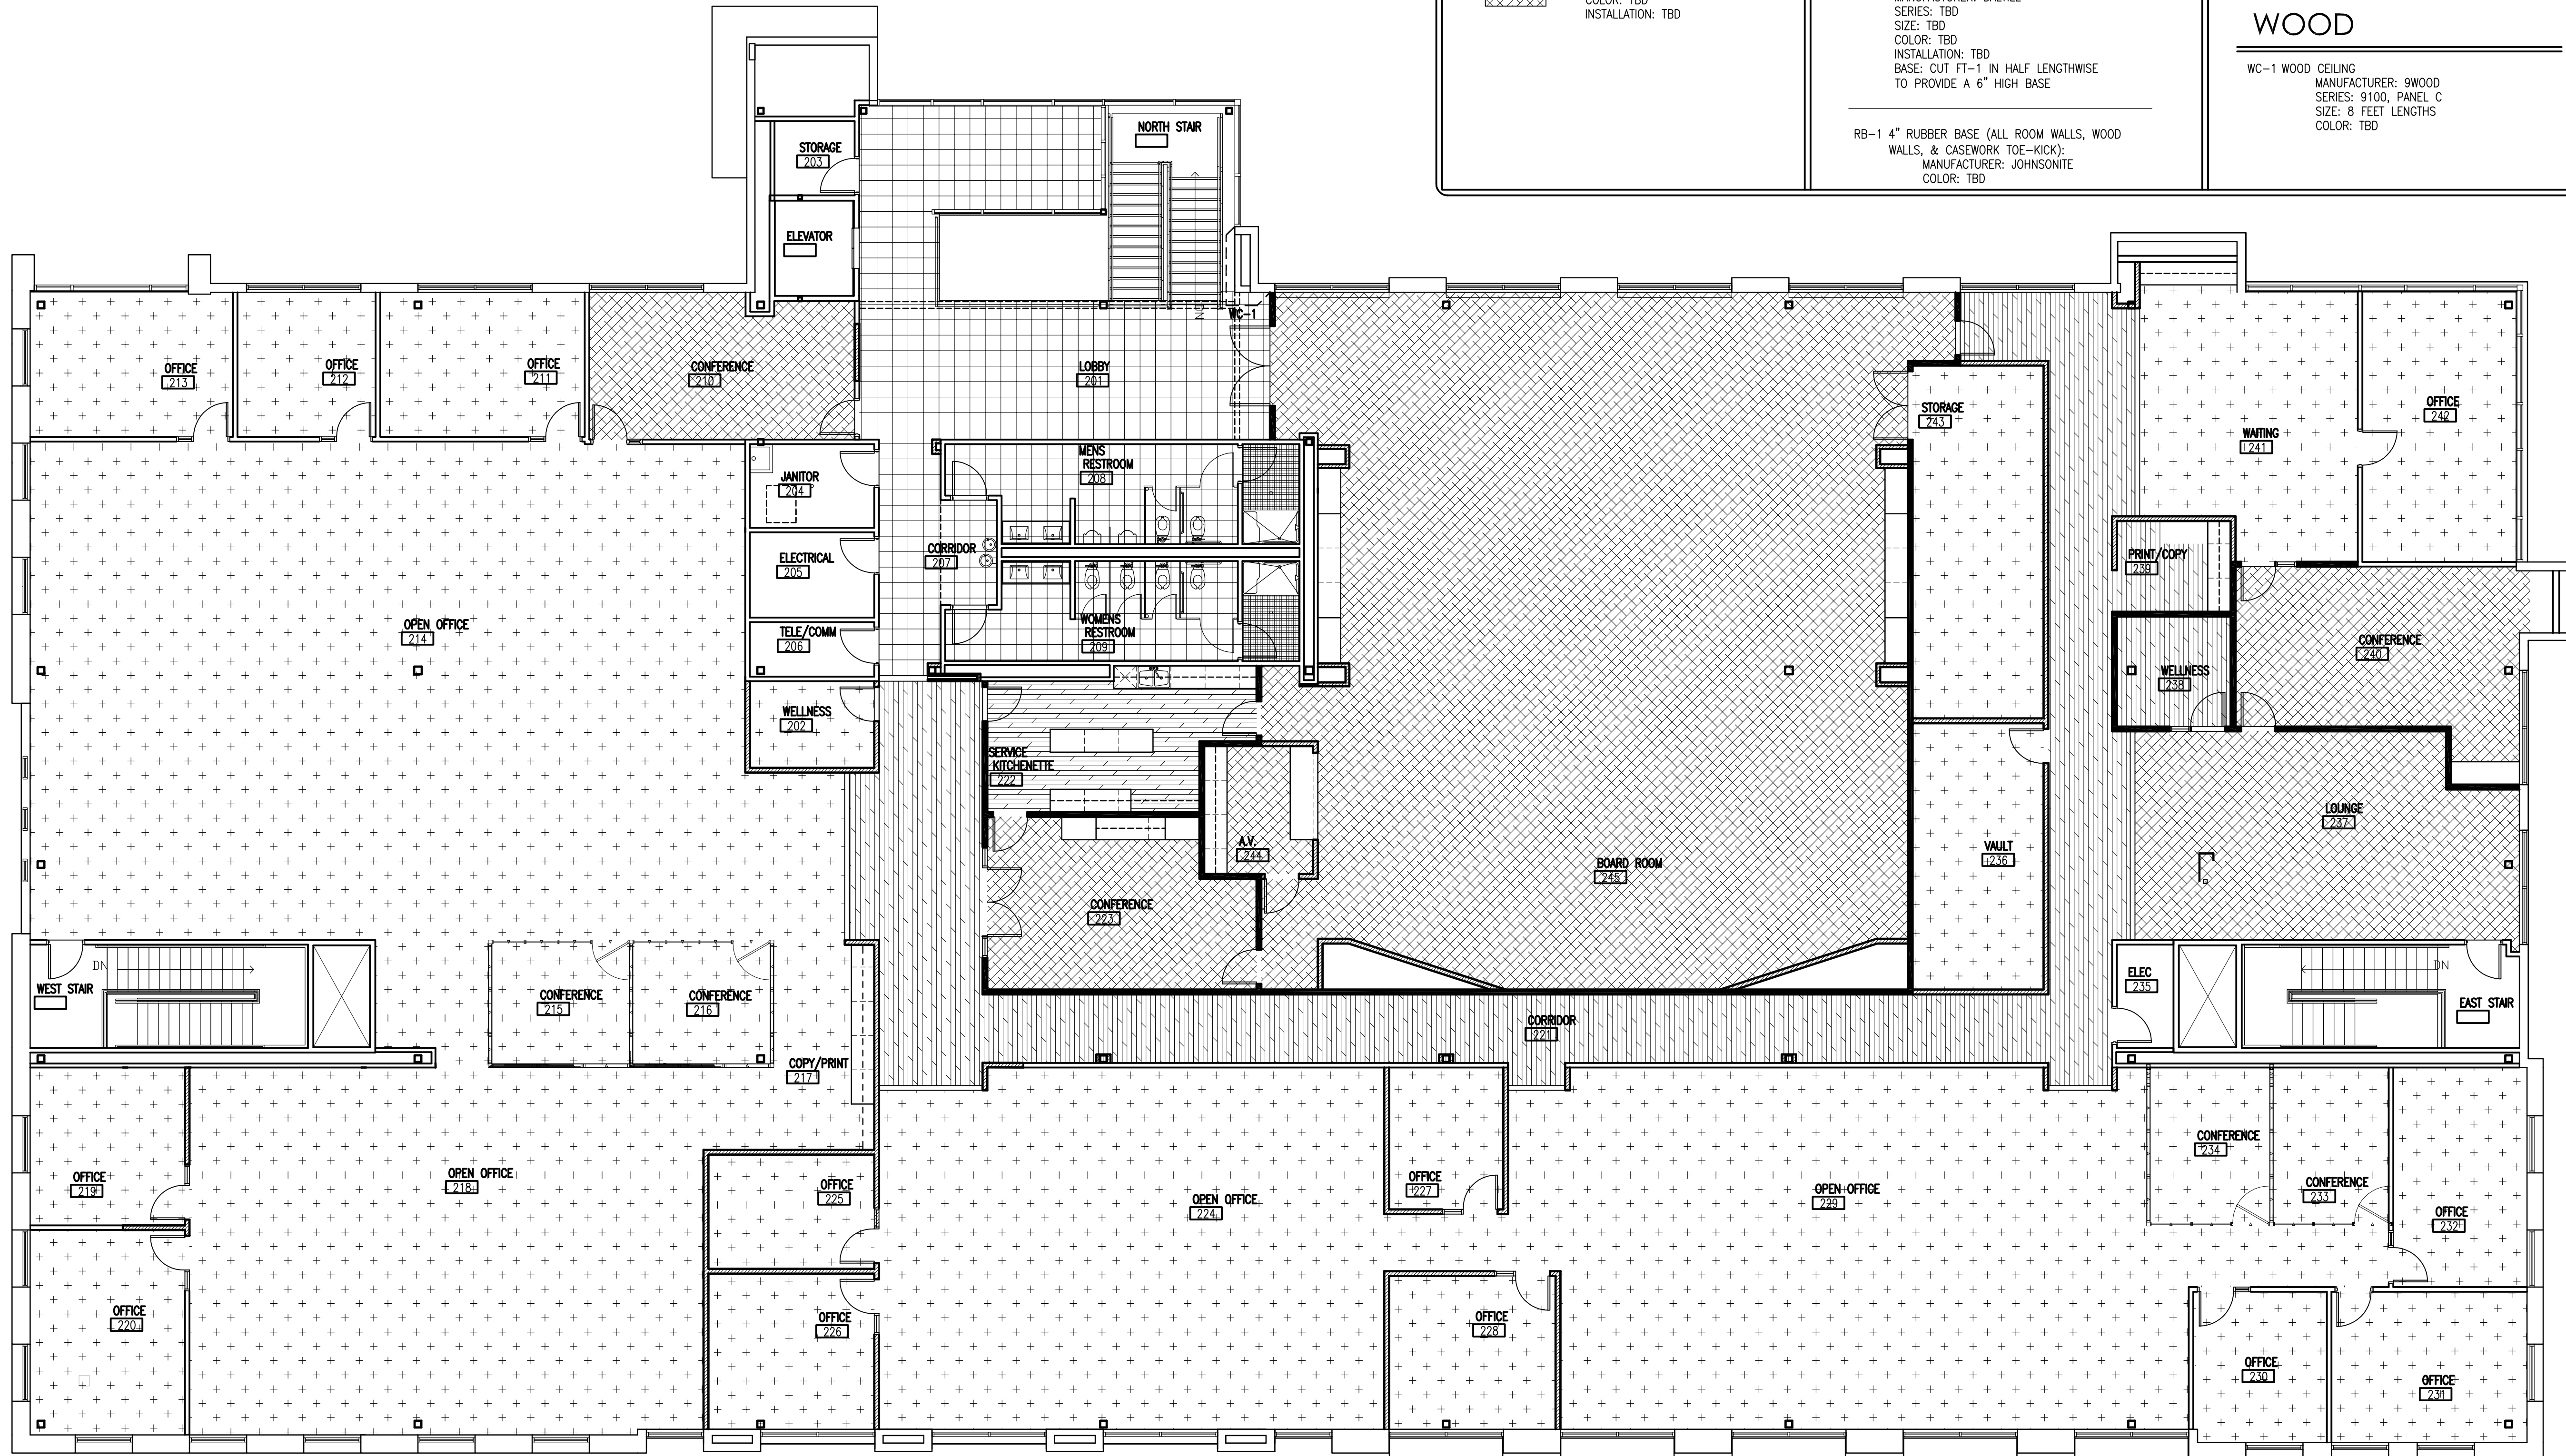 COLOR: TBD
INSTALLATION: TBD
SERIES: TBD
SIZE: TBD
COLOR: TBD
INSTALLATION: TBD
BASE: CUT FT-1 IN HALF LENGTHWISE
TO PROVIDE A 6" HIGH BASE
RB-1 4" RUBBER BASE (ALL ROOM WALLS, WOOD
WALLS, & CASEWORK TOE-KICK):
MANUFACTURER: JOHNSONITE
COLOR: TBD
WOOD
WC-1 WOOD CEILING
MANUFACTURER: 9WOOD
SERIES: 9100, PANEL C
SIZE: 8 FEET LENGTHS
COLOR: TBD
NORTH STAIR
STORAGE
203
ELEVATOR
DN
WC-1
OFFICE
213
OFFICE
212
OFFICE
211
CONFERENCE
210
LOBBY
201
STORAGE
243
WAITING
241
OFFICE
242
JANITOR
204
MENS
RESTROOM
208
ELECTRICAL
205
CORRIDOR
207
PRINT/COPY
239
OPEN OFFICE
214
TELE/COMM
206
WOMENS
RESTROOM
209
CONFERENCE
240
WELLNESS
238
WELLNESS
202
SERVICE
KITCHENETTE
222
A.V.
244
BOARD ROOM
245
VAULT
236
LOUNGE
237
CONFERENCE
223
DN
WEST STAIR
CONFERENCE
215
CONFERENCE
216
ELEC
235
DN
EAST STAIR
CORRIDOR
221
COPY/PRINT
217
OFFICE
219
OPEN OFFICE
218
OFFICE
225
OPEN OFFICE
224
OFFICE
227
OPEN OFFICE
229
CONFERENCE
234
CONFERENCE
233
OFFICE
232
OFFICE
220
OFFICE
226
OFFICE
228
OFFICE
230
OFFICE
231